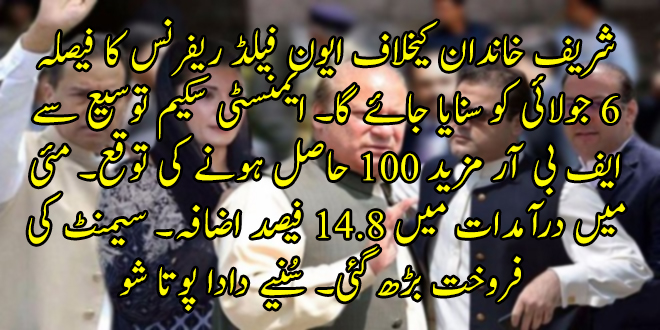 شریف خاندان کیخلاف ایون فیلڈ ریفرنس کا فیصلہ
6 جولائی کو سنایا جائے گا۔ ایمنسٹی سکیم توسیع سے
ایف بی آر مزید 100 حاصل ہونے کی توقع۔ مئی
میں درآمدات میں 14.8 فیصد اضافہ۔ سیمنٹ کی
فروخت بڑھ گئی۔ سُنیے دادا پوتا شو